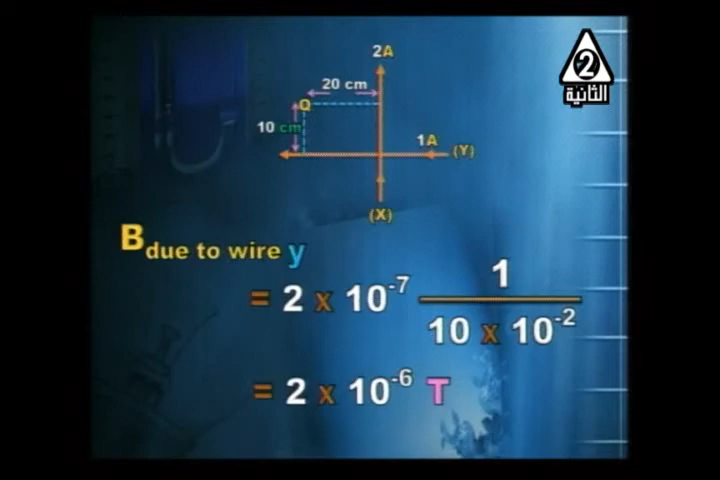 2A
2
الثانية
20 cm
Q
10 cm
1A
(Y)
(X)
B due to wire y
= 2 x 10⁻⁷ 1 / 10 x 10⁻²
= 2 x 10⁻⁶ T